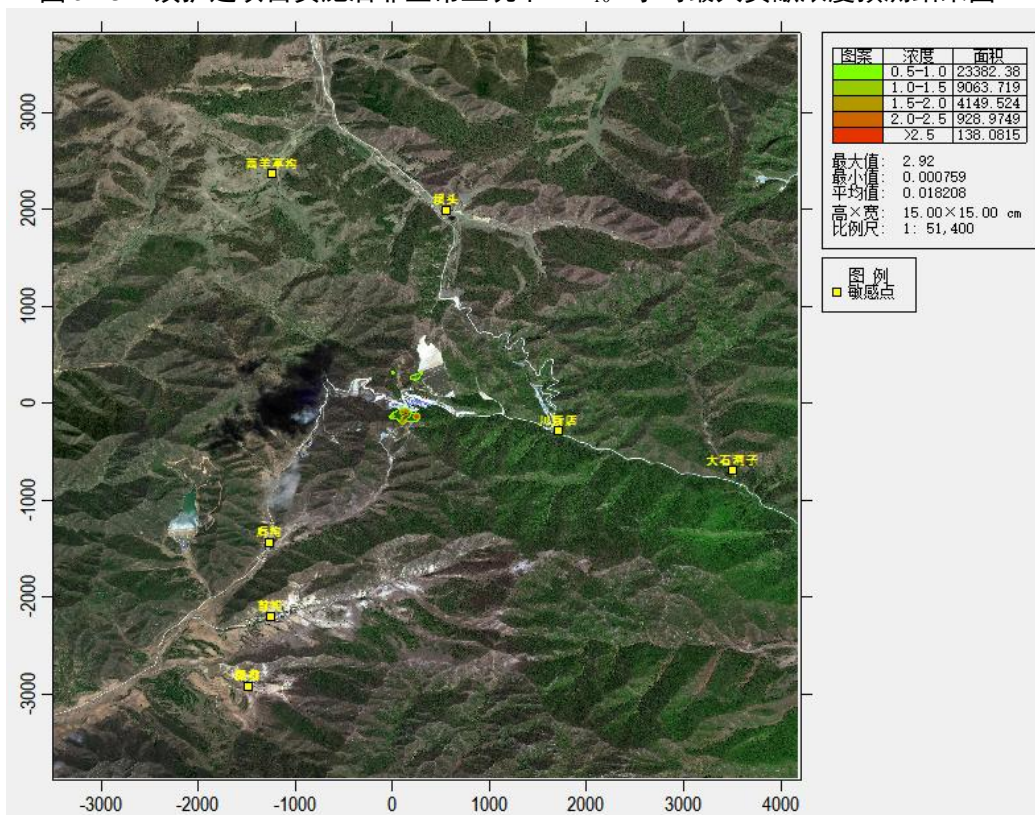 图案 浓度 面积
0.5-1.0 23382.38
1.0-1.5 9063.719
1.5-2.0 4149.524
2.0-2.5 928.9749
>2.5 138.0815
最大值: 2.92
最小值: 0.000759
平均值: 0.018208
高×宽: 15.00×15.00 cm
比例尺: 1: 51,400
图 例
敏感点
大石洞子
后沟
3000
2000
1000
0
-1000
-2000
-3000
-3000 -2000 -1000 0 1000 2000 3000 4000